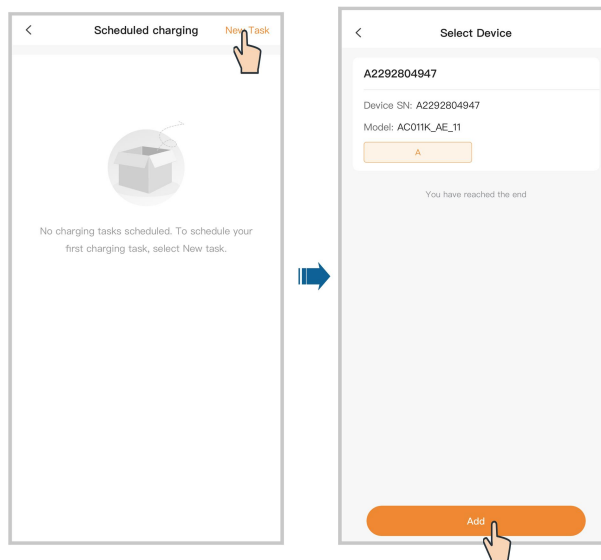 Scheduled charging
New Task
No charging tasks scheduled. To schedule your
first charging task, select New task.
Select Device
A2292804947
Device SN: A2292804947
Model: AC011K_AE_11
A
You have reached the end
Add